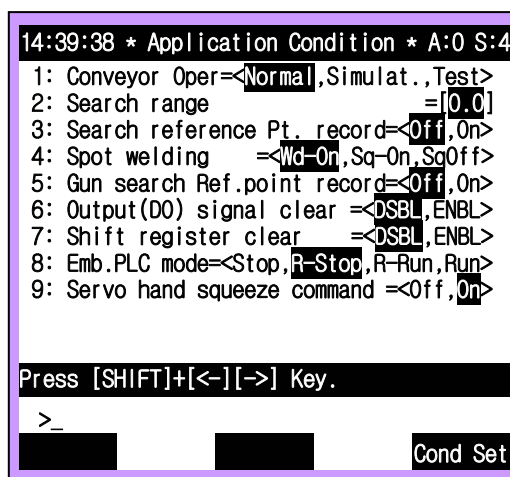 14:39:38 * Application Condition * A:0 S:4
1: Conveyor Oper=<Normal,Simulat.,Test>
2: Search range =[0.0]
3: Search reference Pt. record=<Off,On>
4: Spot welding =<Wd-On,Sq-On,SqOff>
5: Gun search Ref.point record=<Off,On>
6: Output(DO) signal clear =<DSBL,ENBL>
7: Shift register clear =<DSBL,ENBL>
8: Emb.PLC mode=<Stop,R-Stop,R-Run,Run>
9: Servo hand squeeze command =<Off,On>
Press [SHIFT]+[<-][->] Key.
>_
Cond Set